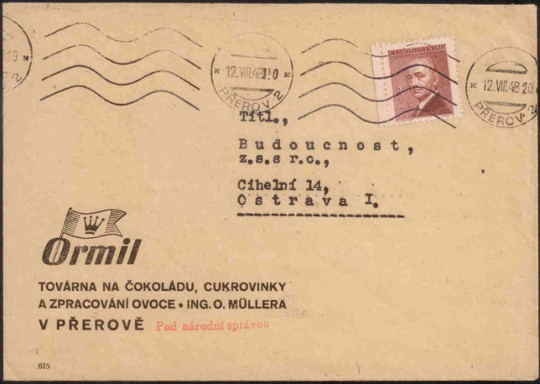 12.VIII.48 20
PŘEROV 2
12.VIII.48 20
PŘEROV 2
ČESKOSLOVENSKO
Titl.,
Budoucnost,
z.s.s r.o.,
Cihelní 14,
Ostrava I.
Ormil
TOVÁRNA NA ČOKOLÁDU, CUKROVINKY
A ZPRACOVÁNÍ OVOCE • ING. O. MÜLLERA
V PŘEROVĚ Pod národní správou
675